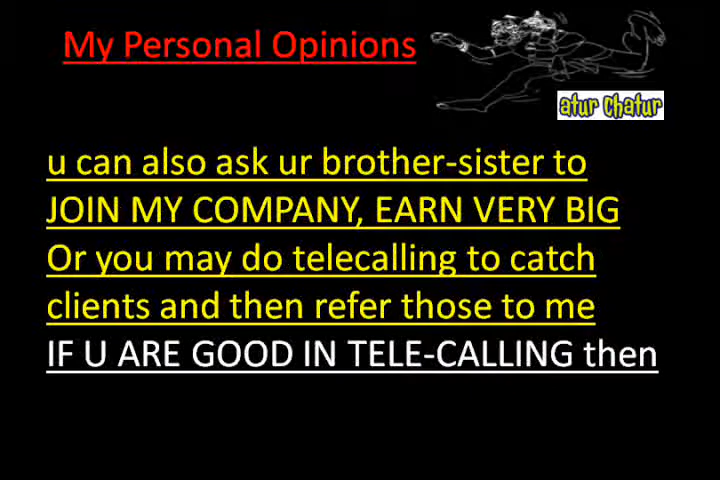 My Personal Opinions
atur chatur
u can also ask ur brother-sister to
JOIN MY COMPANY, EARN VERY BIG
Or you may do telecalling to catch
clients and then refer those to me
IF U ARE GOOD IN TELE-CALLING then